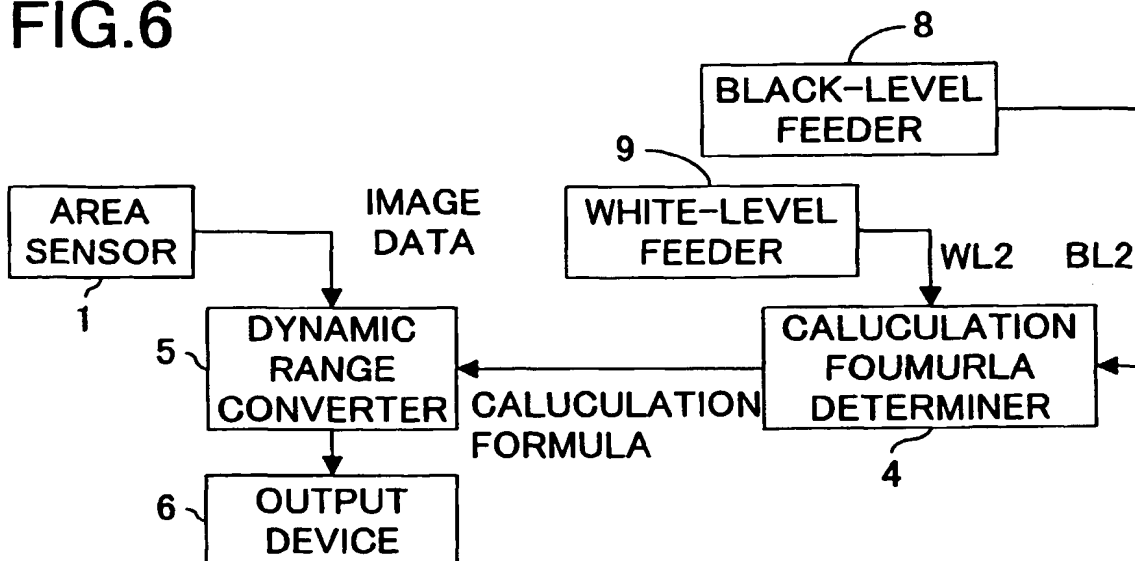 FIG.6
8
BLACK-LEVEL
FEEDER
9
WHITE-LEVEL
FEEDER
AREA
SENSOR
1
IMAGE
DATA
WL2
BL2
5
DYNAMIC
RANGE
CONVERTER
CALUCULATION
FORMULA
CALUCULATION
FOUMURLA
DETERMINER
4
6
OUTPUT
DEVICE